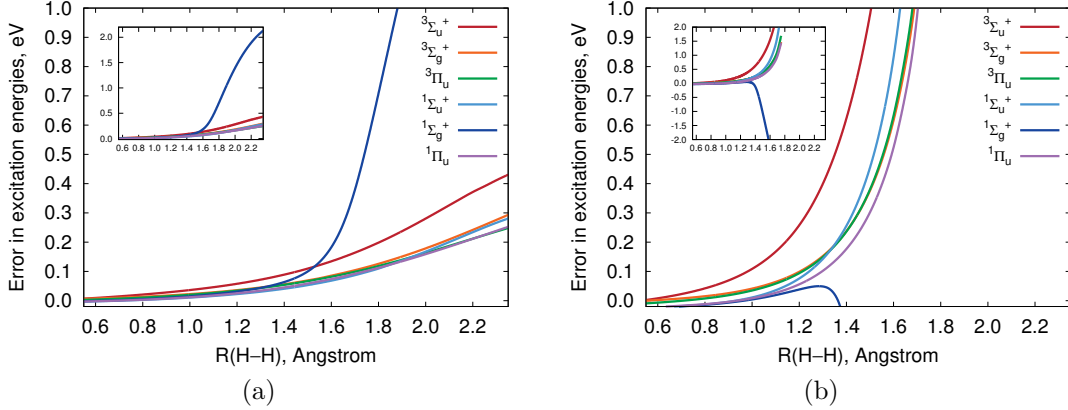 Error in excitation energies, eV
1.0
0.9
0.8
0.7
0.6
0.5
0.4
0.3
0.2
0.1
0.0
0.6 0.8 1.0 1.2 1.4 1.6 1.8 2.0 2.2
R(H−H), Angstrom
2.0
1.5
1.0
0.5
0.0
0.6 0.8 1.0 1.2 1.4 1.6 1.8 2.0 2.2
³Σᵤ⁺
³Σg⁺
³Πᵤ
¹Σᵤ⁺
¹Σg⁺
¹Πᵤ
(a)
Error in excitation energies, eV
1.0
0.9
0.8
0.7
0.6
0.5
0.4
0.3
0.2
0.1
0.0
0.6 0.8 1.0 1.2 1.4 1.6 1.8 2.0 2.2
R(H−H), Angstrom
2.0
1.5
1.0
0.5
0.0
-0.5
-1.0
-1.5
-2.0
0.6 0.8 1.0 1.2 1.4 1.6 1.8 2.0 2.2
³Σᵤ⁺
³Σg⁺
³Πᵤ
¹Σᵤ⁺
¹Σg⁺
¹Πᵤ
(b)